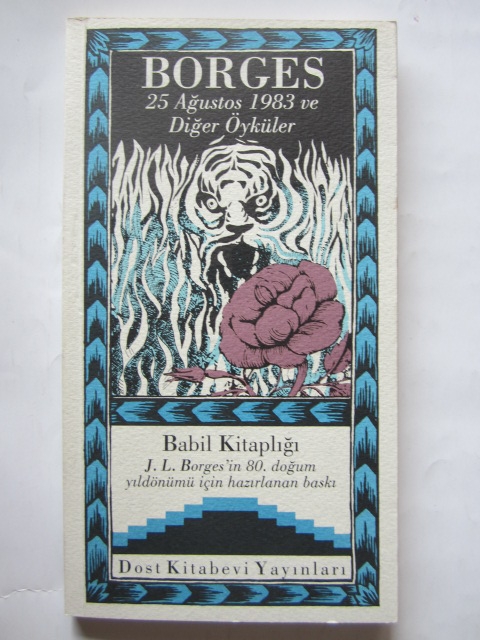 BORGES
25 Ağustos 1983 ve
Diğer Öyküler
Babil Kitaplığı
J. L. Borges'in 80. doğum
yıldönümü için hazırlanan baskı
Dost Kitabevi Yayınları